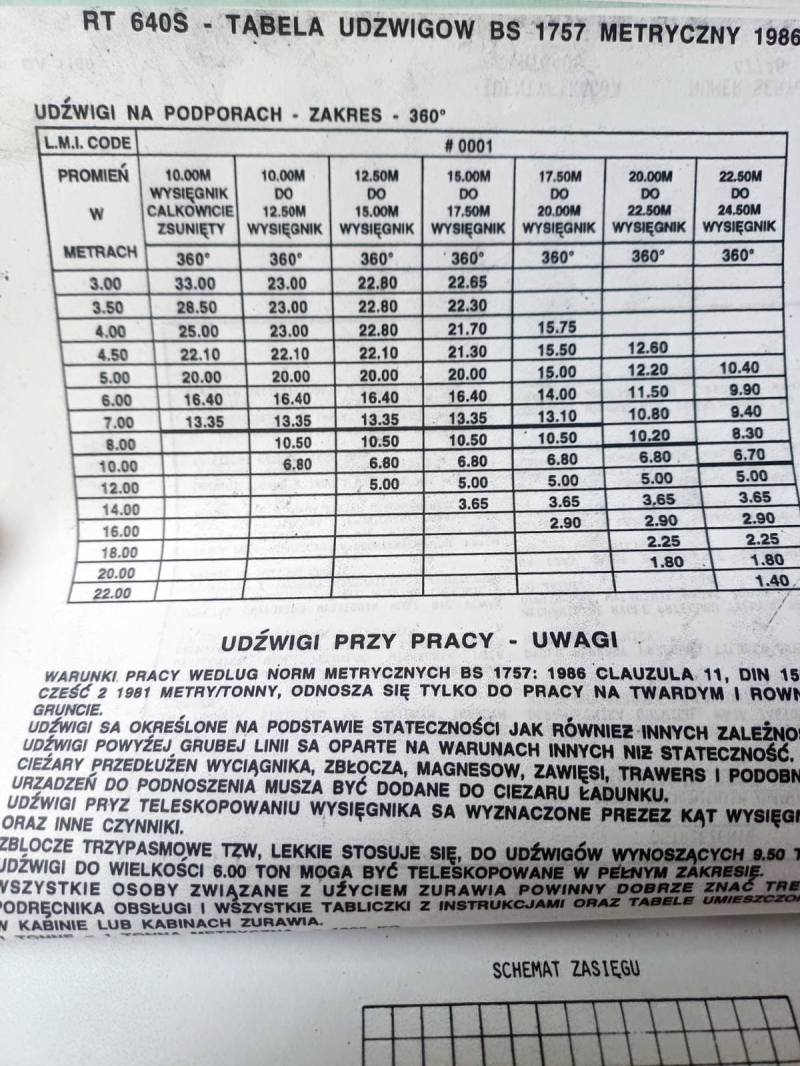 RT 640S - TABELA UDZWIGOW BS 1757 METRYCZNY 1986
UDŹWIGI NA PODPORACH - ZAKRES - 360°
L.M.I. CODE # 0001
PROMIEŃ W METRACH 10.00M WYSIĘGNIK CALKOWICIE ZSUNIĘTY 10.00M DO 12.50M WYSIĘGNIK 12.50M DO 15.00M WYSIĘGNIK 15.00M DO 17.50M WYSIĘGNIK 17.50M DO 20.00M WYSIĘGNIK 20.00M DO 22.50M WYSIĘGNIK 22.50M DO 24.50M WYSIĘGNIK
360° 360° 360° 360° 360° 360° 360°
3.00 33.00 23.00 22.80 22.65
3.50 28.50 23.00 22.80 22.30
4.00 25.00 23.00 22.80 21.70 15.75
4.50 22.10 22.10 22.10 21.30 15.50 12.60
5.00 20.00 20.00 20.00 20.00 15.00 12.20 10.40
6.00 16.40 16.40 16.40 16.40 14.00 11.50 9.90
7.00 13.35 13.35 13.35 13.35 13.10 10.80 9.40
8.00 10.50 10.50 10.50 10.50 10.20 8.30
10.00 6.80 6.80 6.80 6.80 6.80 6.70
12.00 5.00 5.00 5.00 5.00 5.00
14.00 3.65 3.65 3.65 3.65
16.00 2.90 2.90 2.90
18.00 2.25 2.25
20.00 1.80 1.80
22.00 1.40
UDŹWIGI PRZY PRACY - UWAGI
WARUNKI PRACY WEDLUG NORM METRYCZNYCH BS 1757: 1986 CLAUZULA 11, DIN 15
CZEŚĆ 2 1981 METRY/TONNY, ODNOSZA SIĘ TYLKO DO PRACY NA TWARDYM I ROWN
GRUNCIE.
UDŹWIGI SA OKREŚLONE NA PODSTAWIE STATECZNOŚCI JAK RÓWNIEŻ INNYCH ZALEŻNOŚ
UDŹWIGI POWYŻEJ GRUBEJ LINII SA OPARTE NA WARUNACH INNYCH NIŻ STATECZNOŚĆ.
CIEŻARY PRZEDŁUŻEN WYCIĄGNIKA, ZBŁOCZA, MAGNESOW, ZAWIĘSI, TRAWERS I PODOBN
URZADZEŃ DO PODNOSZENIA MUSZA BYĆ DODANE DO CIEZARU ŁADUNKU.
UDŹWIGI PRYZ TELESKOPOWANIU WYSIĘGNIKA SA WYZNACZONE PREZEZ KĄT WYSIĘGN
ORAZ INNE CZYNNIKI.
ZBLOCZE TRZYPASMOWE TZW, LEKKIE STOSUJE SIĘ, DO UDŹWIGÓW WYNOSZĄCYCH 9.50 T
UDŹWIGI DO WIELKOŚCI 6.00 TON MOGA BYĆ TELESKOPOWANE W PEŁNYM ZAKRESIĘ.
WSZYSTKIE OSOBY ZWIĄZANE Z UŻYCIEM ZURAWIA POWINNY DOBRZE ZNAĆ TRE
PODRĘCNIKA OBSŁUGI I WŚZYSTKIE TABLICZKI Z INSTRUKCJAMI ORAZ TABELE UMIESZCZO
W KABINIE LUB KABINACH ZURAWIA.
SCHEMAT ZASIĘGU